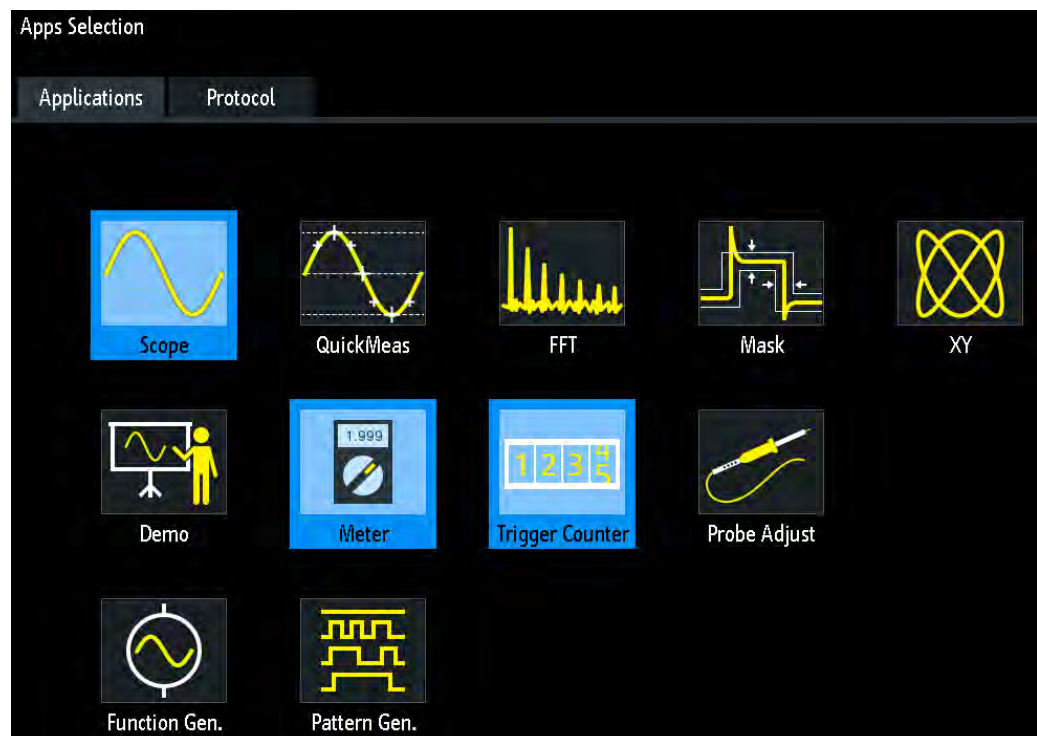 Apps Selection
Applications Protocol
Scope QuickMeas FFT Mask XY
1.999
1 2 3 4 5
Demo Meter Trigger Counter Probe Adjust
Function Gen. Pattern Gen.